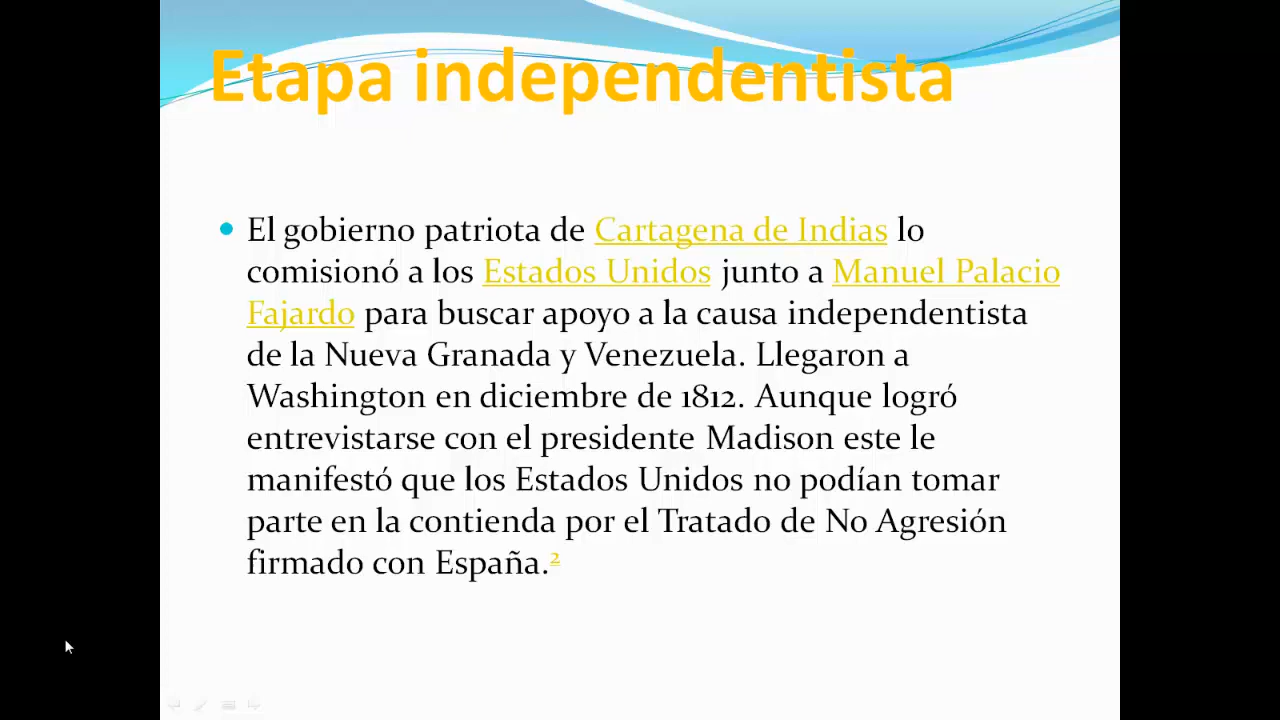 Etapa independentista
• El gobierno patriota de Cartagena de Indias lo
comisionó a los Estados Unidos junto a Manuel Palacio
Fajardo para buscar apoyo a la causa independentista
de la Nueva Granada y Venezuela. Llegaron a
Washington en diciembre de 1812. Aunque logró
entrevistarse con el presidente Madison este le
manifestó que los Estados Unidos no podían tomar
parte en la contienda por el Tratado de No Agresión
firmado con España.2